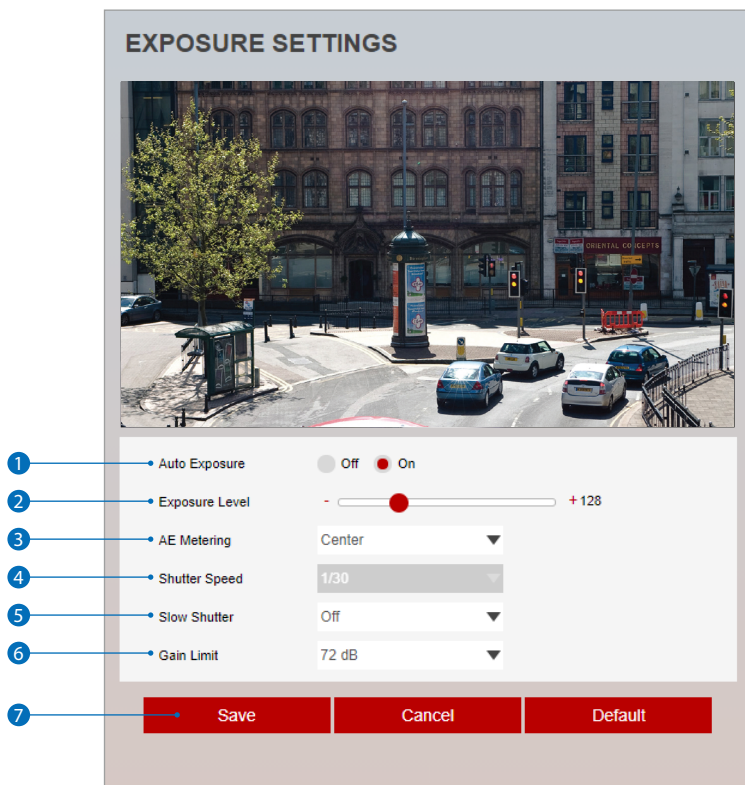 EXPOSURE SETTINGS
ORIENTAL CONCEPTS
1 Auto Exposure Off On
2 Exposure Level - + 128
3 AE Metering Center
4 Shutter Speed 1/30
5 Slow Shutter Off
6 Gain Limit 72 dB
7 Save Cancel Default